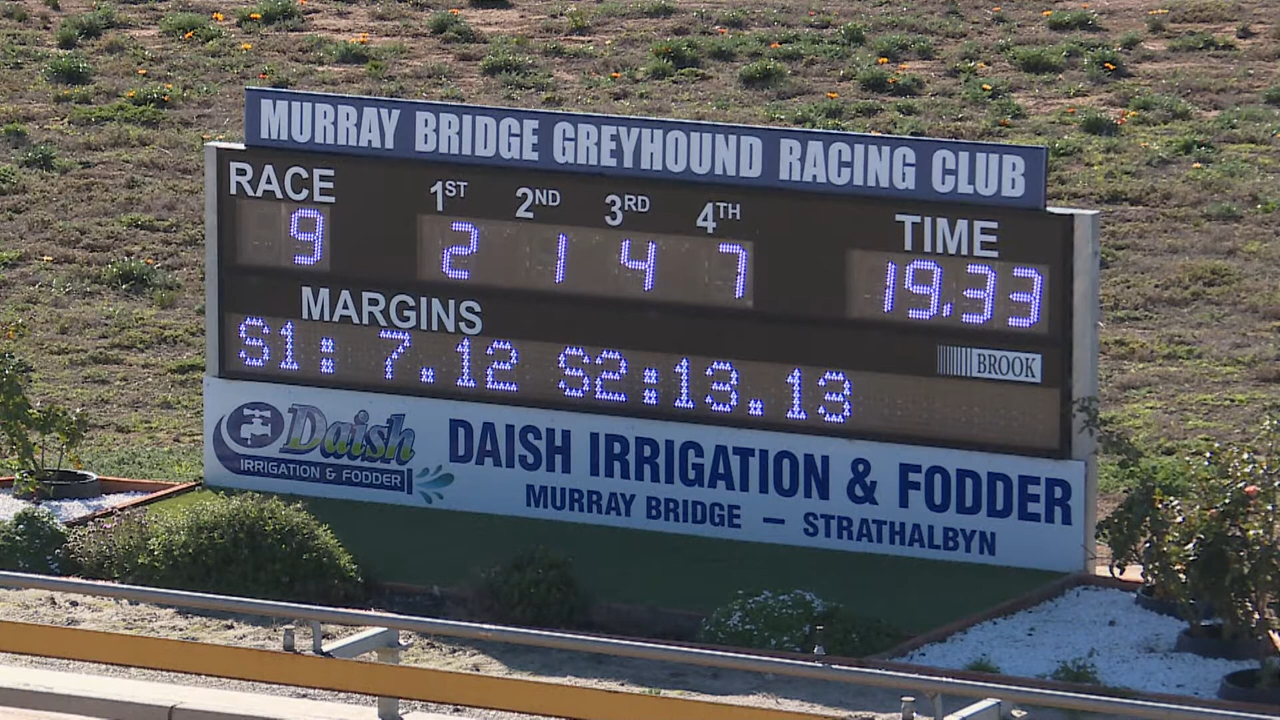 MURRAY BRIDGE GREYHOUND RACING CLUB
RACE 1ST 2ND 3RD 4TH TIME
9 2 1 4 7 19.33
MARGINS
S1: 7.12 S2:13.13
BROOK
Daish
IRRIGATION & FODDER
DAISH IRRIGATION & FODDER
MURRAY BRIDGE – STRATHALBYN